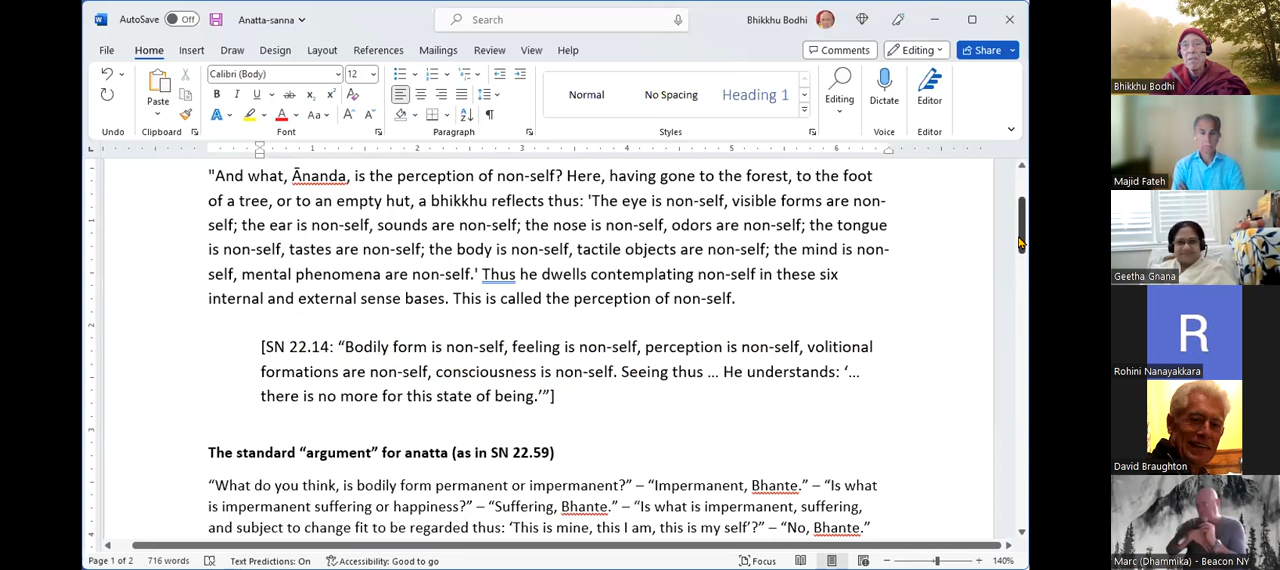 AutoSave Off Anatta-sanna Search Bhikkhu Bodhi
File Home Insert Draw Design Layout References Mailings Review View Help Comments Editing Share
Calibri (Body) 12
Paste B I U ab x₂ x² A Aa A A Normal No Spacing Heading 1 Editing Dictate Editor
Undo Clipboard Font Paragraph Styles Voice Editor
1 2 3 4 5 6
"And what, Ānanda, is the perception of non-self? Here, having gone to the forest, to the foot
of a tree, or to an empty hut, a bhikkhu reflects thus: 'The eye is non-self, visible forms are non-
self; the ear is non-self, sounds are non-self; the nose is non-self, odors are non-self; the tongue
is non-self, tastes are non-self; the body is non-self, tactile objects are non-self; the mind is non-
self, mental phenomena are non-self.' Thus he dwells contemplating non-self in these six
internal and external sense bases. This is called the perception of non-self.
[SN 22.14: “Bodily form is non-self, feeling is non-self, perception is non-self, volitional
formations are non-self, consciousness is non-self. Seeing thus … He understands: ‘…
there is no more for this state of being.’”]
The standard “argument” for anatta (as in SN 22.59)
“What do you think, is bodily form permanent or impermanent?” – “Impermanent, Bhante.” – “Is what
is impermanent suffering or happiness?” – “Suffering, Bhante.” – “Is what is impermanent, suffering,
and subject to change fit to be regarded thus: ‘This is mine, this I am, this is my self’?” – “No, Bhante.”
Page 1 of 2 716 words Text Predictions: On Accessibility: Good to go Focus 140%
Bhikkhu Bodhi
Majid Fateh
Geetha Gnana
R
Rohini Nanayakkara
David Braughton
Marc (Dhammika) - Beacon NY